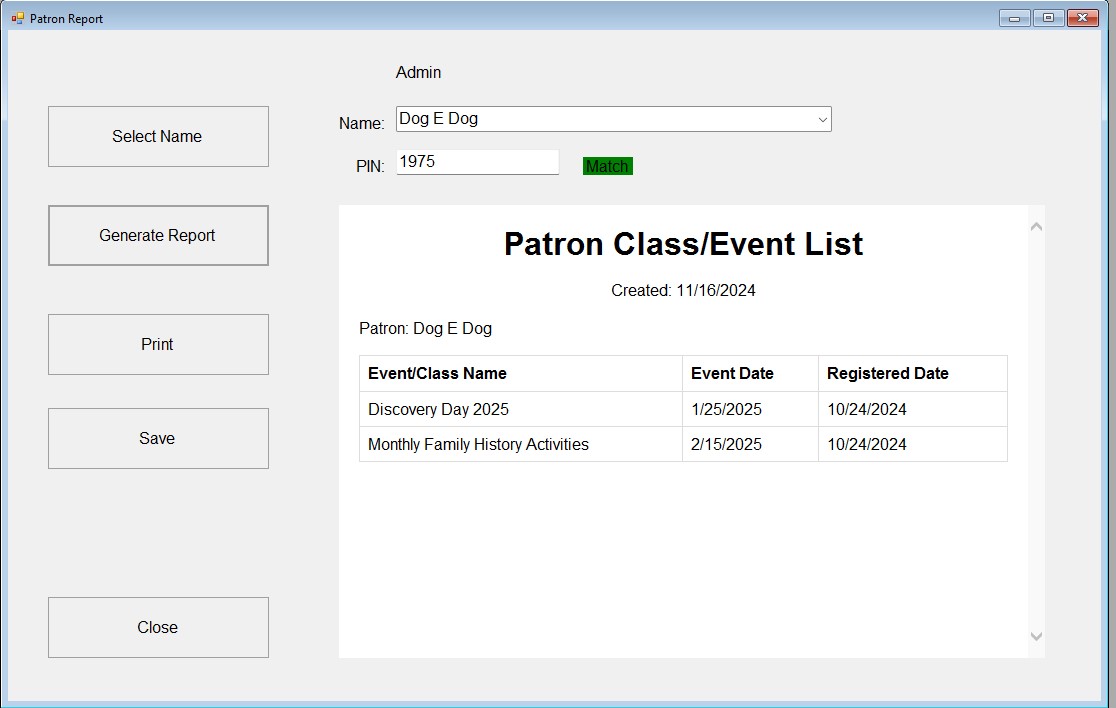 Patron Report
Admin
Select Name
Name: Dog E Dog
PIN: 1975 Match
Generate Report
Print
Save
Close
Patron Class/Event List
Created: 11/16/2024
Patron: Dog E Dog
Event/Class Name Event Date Registered Date
Discovery Day 2025 1/25/2025 10/24/2024
Monthly Family History Activities 2/15/2025 10/24/2024